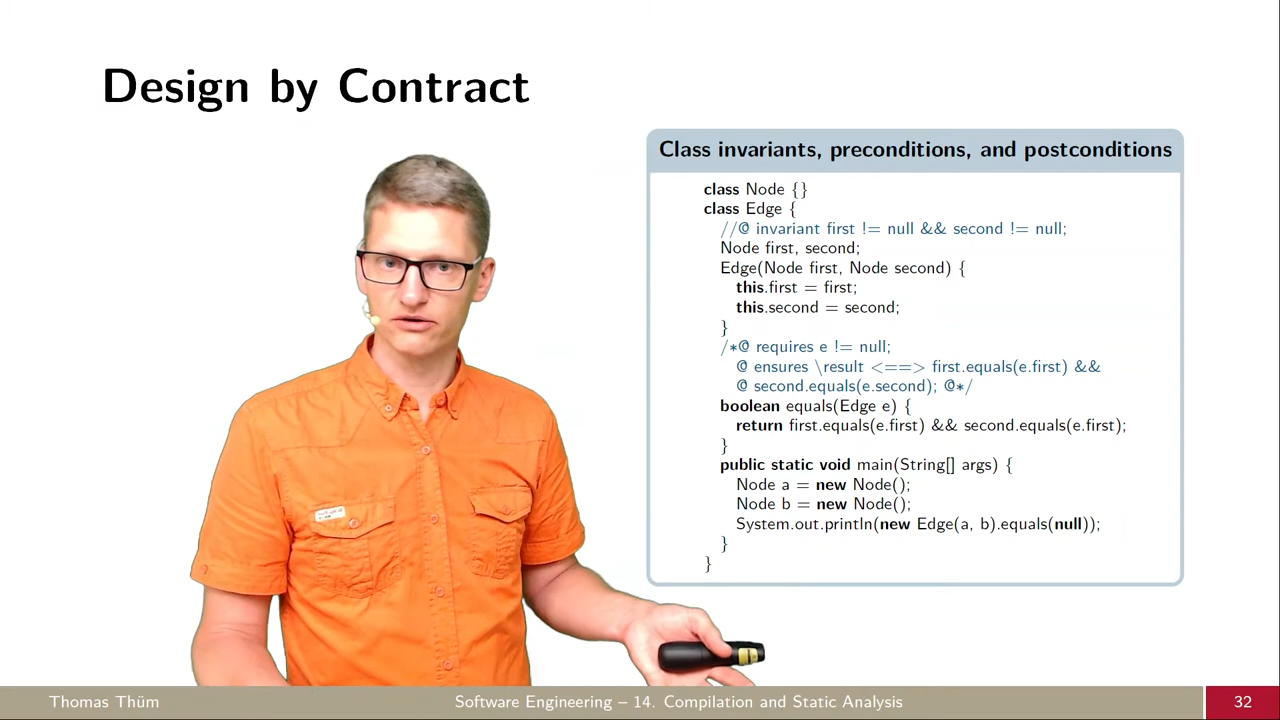 Design by Contract
Class invariants, preconditions, and postconditions
class Node {}
class Edge {
//@ invariant first != null && second != null;
Node first, second;
Edge(Node first, Node second) {
this.first = first;
this.second = second;
}
/*@ requires e != null;
@ ensures \result <==> first.equals(e.first) &&
@ second.equals(e.second); @*/
boolean equals(Edge e) {
return first.equals(e.first) && second.equals(e.first);
}
public static void main(String[] args) {
Node a = new Node();
Node b = new Node();
System.out.println(new Edge(a, b).equals(null));
}
}
Thomas Thüm
Software Engineering – 14. Compilation and Static Analysis
32